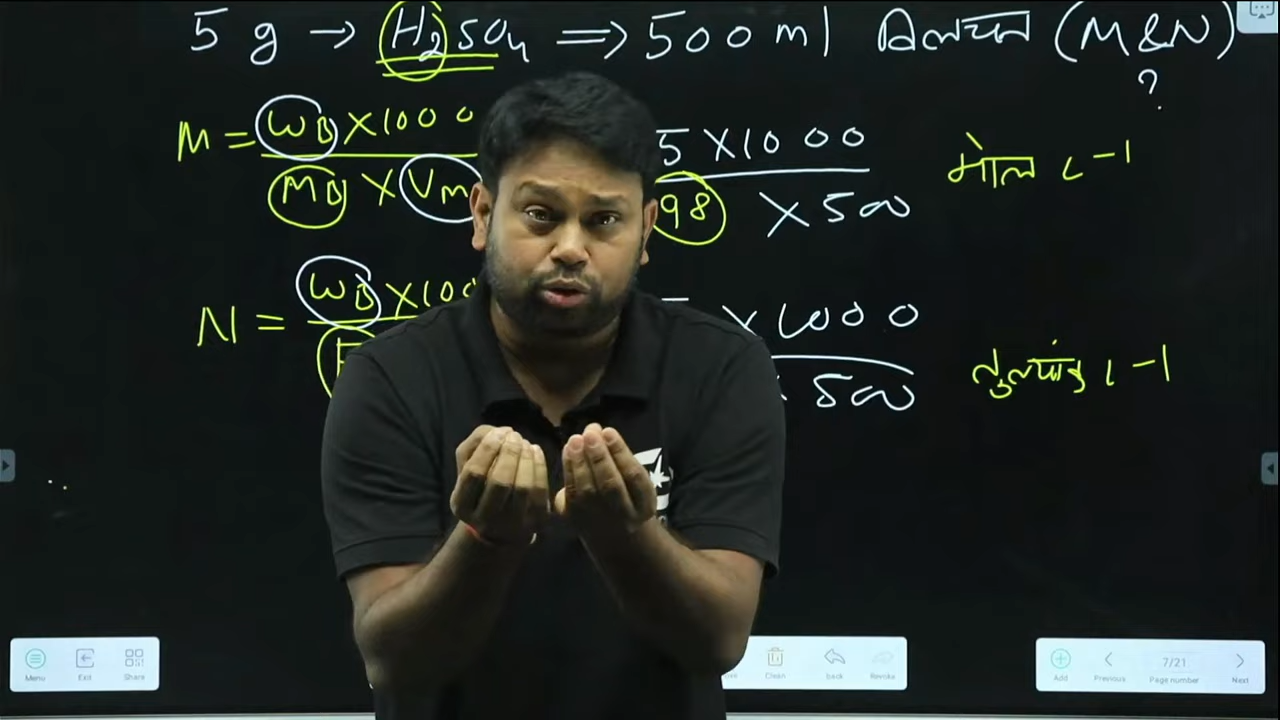 5 g → H2SO4 ⇒ 500 ml विलयन (M & N)
?
M = WB × 1000
MB × Vm
5 × 1000
98 × 500
मोल L-1
N = WB × 100
E
× 1000
× 500
तुल्यांक L-1
Menu
Exit
Share
Clean
back
Revoke
Add
Previous
7/21
Page number
Next